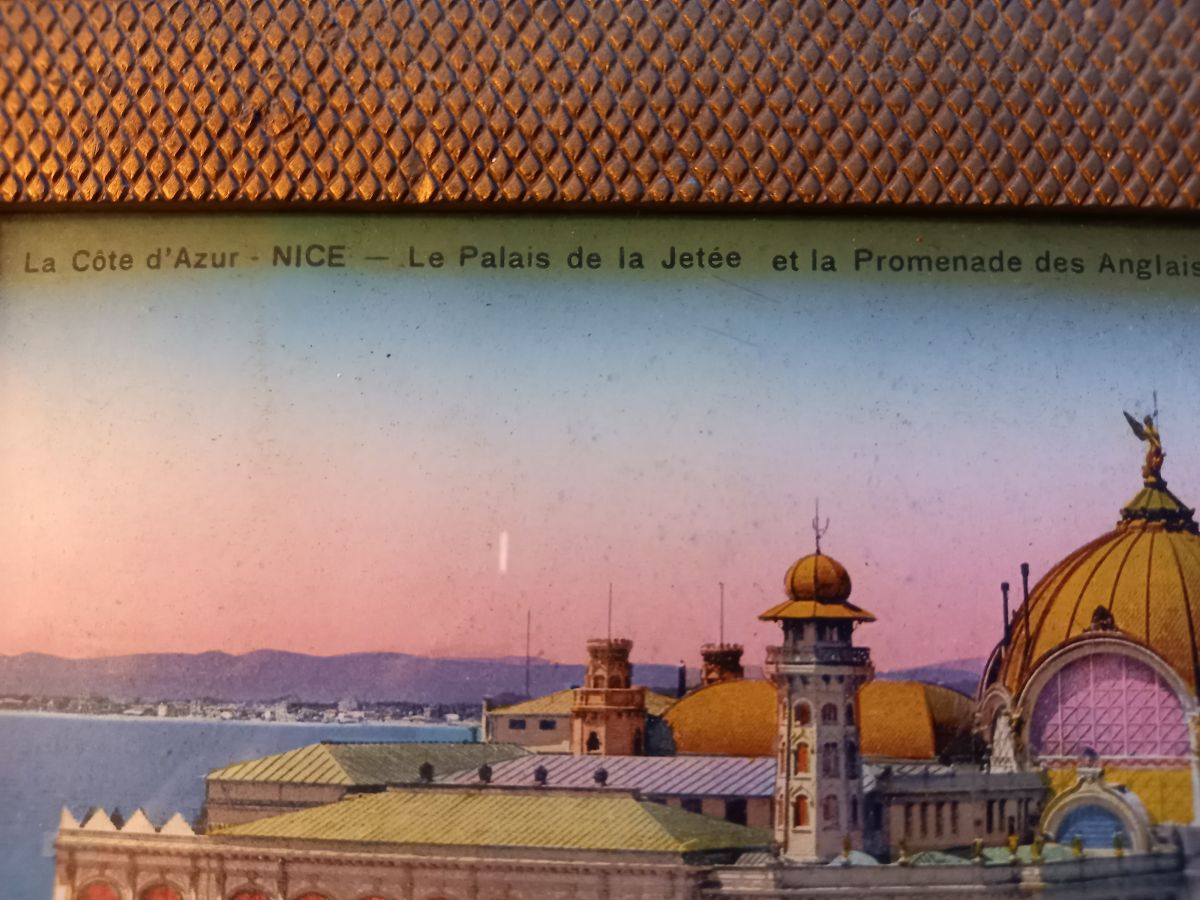 La Côte d'Azur - NICE — Le Palais de la Jetée et la Promenade des Anglais